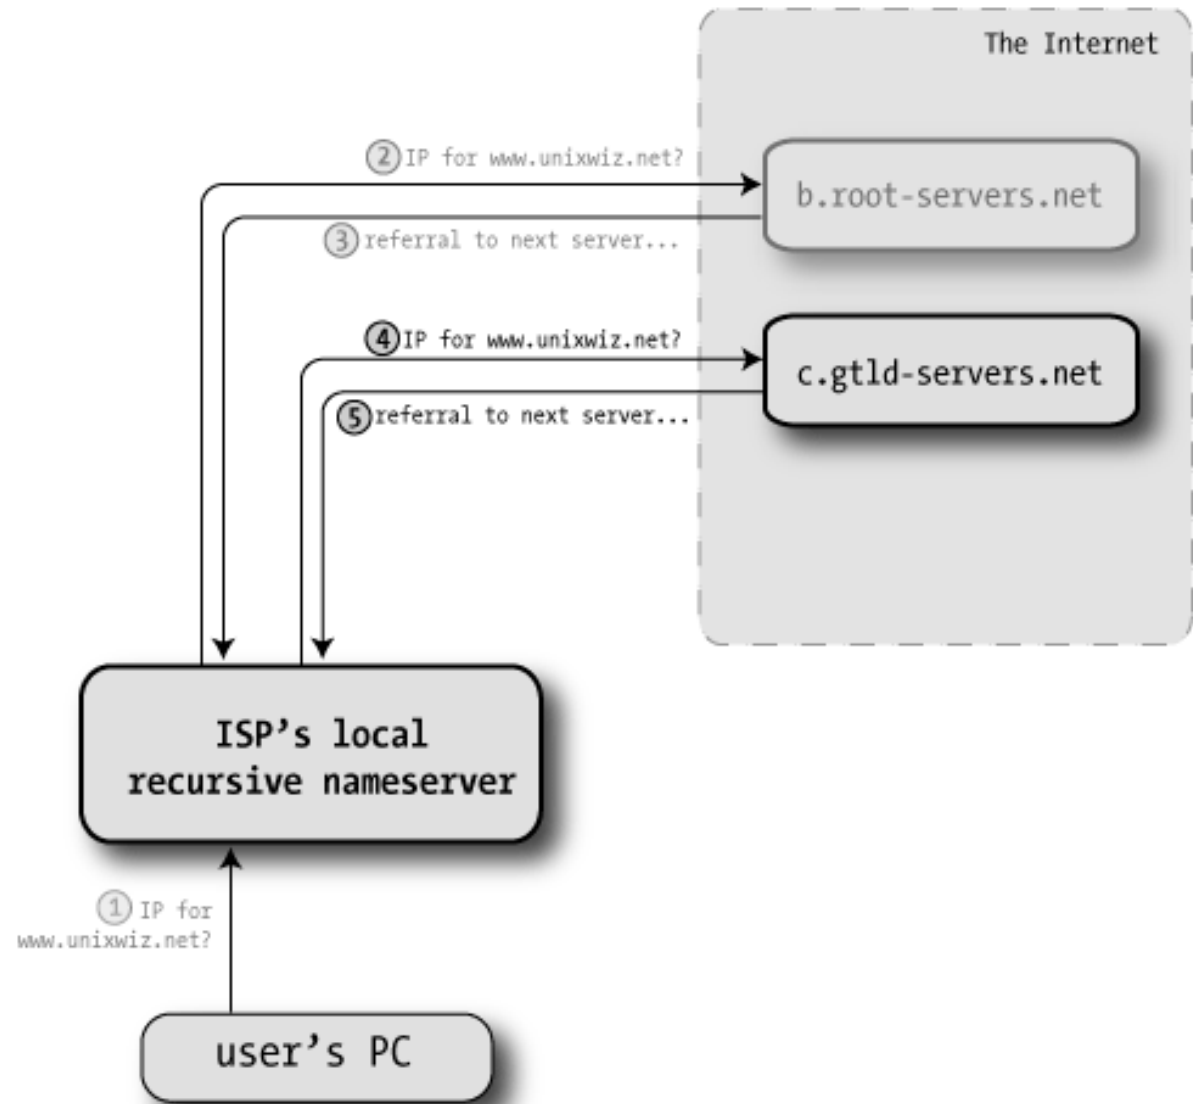 The Internet
2 IP for www.unixwiz.net?
b.root-servers.net
3 referral to next server...
4 IP for www.unixwiz.net?
c.gtld-servers.net
5 referral to next server...
ISP’s local
recursive nameserver
1 IP for
www.unixwiz.net?
user’s PC